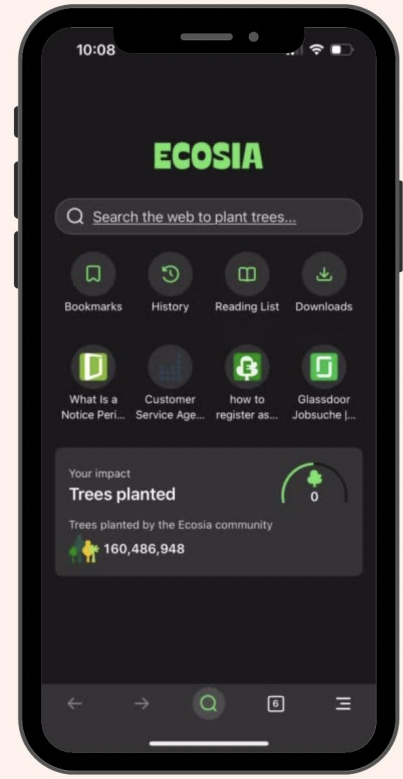 10:08
ECOSIA
Search the web to plant trees...
Bookmarks
History
Reading List
Downloads
What Is a
Notice Peri...
Customer
Service Age...
how to
register as...
Glassdoor
Jobsuche |...
Your impact
Trees planted
0
Trees planted by the Ecosia community
160,486,948
6